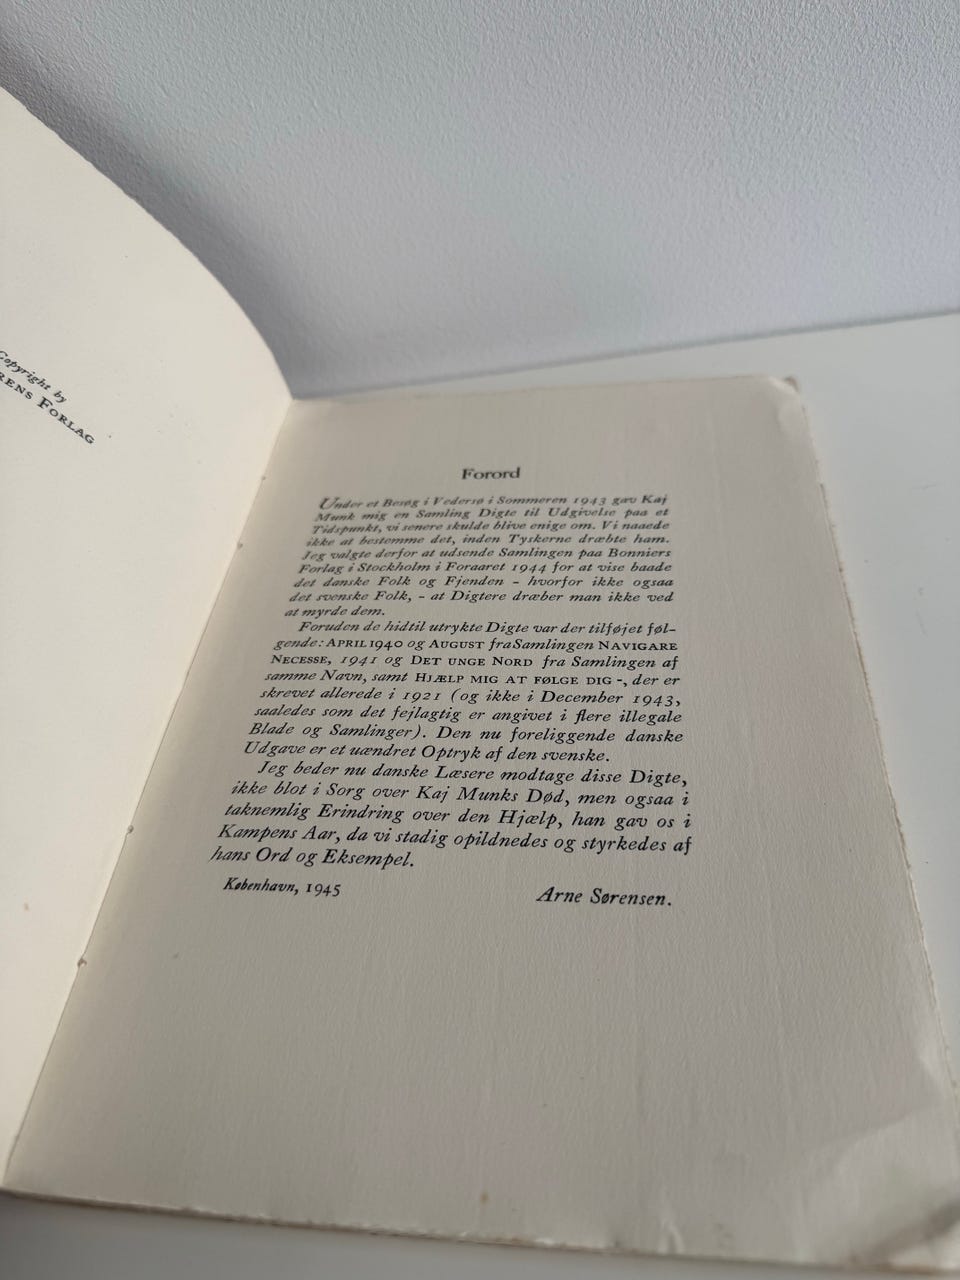 Copyright by
RENS FORLAG
Forord
Under et Besøg i Vedersø i Sommeren 1943 gav Kaj
Munk mig en Samling Digte til Udgivelse paa et
Tidspunkt, vi senere skulde blive enige om. Vi naaede
ikke at bestemme det, inden Tyskerne dræbte ham.
Jeg valgte derfor at udsende Samlingen paa Bonniers
Forlag i Stockholm i Foraaret 1944 for at vise baade
det danske Folk og Fjenden – hvorfor ikke ogsaa
det svenske Folk, – at Digtere dræber man ikke ved
at myrde dem.
Foruden de hidtil utrykte Digte var der tilføjet føl-
gende: APRIL 1940 og AUGUST fra Samlingen NAVIGARE
NECESSE, 1941 og DET UNGE NORD fra Samlingen af
samme Navn, samt HJÆLP MIG AT FØLGE DIG -, der er
skrevet allerede i 1921 (og ikke i December 1943,
saaledes som det fejlagtig er angivet i flere illegale
Blade og Samlinger). Den nu foreliggende danske
Udgave er et uændret Optryk af den svenske.
Jeg beder nu danske Læsere modtage disse Digte,
ikke blot i Sorg over Kaj Munks Død, men ogsaa i
taknemlig Erindring over den Hjælp, han gav os i
Kampens Aar, da vi stadig opildnedes og styrkedes af
hans Ord og Eksempel.
København, 1945
Arne Sørensen.